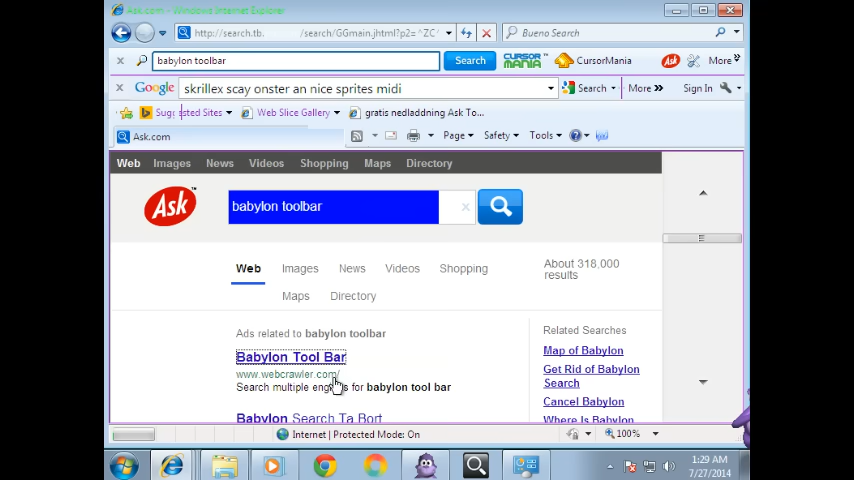 Ask.com - Windows Internet Explorer
http://search.tb. /search/GGmain.jhtml?p2=^ZC^
Bueno Search
babylon toolbar
Search
CURSOR MANIA
CursorMania
Ask
More
Google
skrillex scay onster an nice sprites midi
Search
More »
Sign In
Suggested Sites
Web Slice Gallery
gratis nedladdning Ask To...
Ask.com
Page
Safety
Tools
Web Images News Videos Shopping Maps Directory
Ask™
babylon toolbar
Web Images News Videos Shopping
Maps Directory
About 318,000
results
Ads related to babylon toolbar
Babylon Tool Bar
www.webcrawler.com/
Search multiple engines for babylon tool bar
Babylon Search Ta Bort
Related Searches
Map of Babylon
Get Rid of Babylon
Search
Cancel Babylon
Where Is Babylon
Internet | Protected Mode: On
100%
1:29 AM
7/27/2014